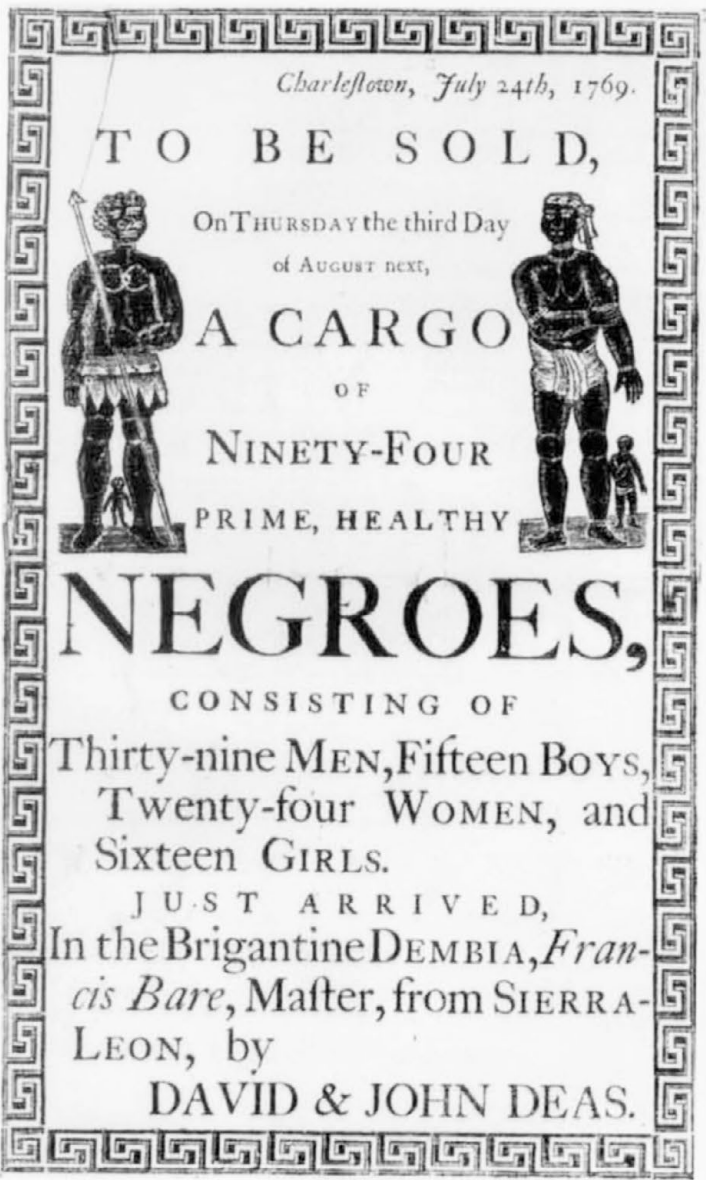 Charleſtown, July 24th, 1769.
TO BE SOLD,
On THURSDAY the third Day
of AUGUST next,
A CARGO
OF
NINETY-FOUR
PRIME, HEALTHY
NEGROES,
CONSISTING OF
Thirty-nine MEN, Fifteen BOYS,
Twenty-four WOMEN, and
Sixteen GIRLS.
JUST ARRIVED,
In the Brigantine DEMBIA, Fran-
cis Bare, Maſter, from SIERRA-
LEON, by
DAVID & JOHN DEAS.